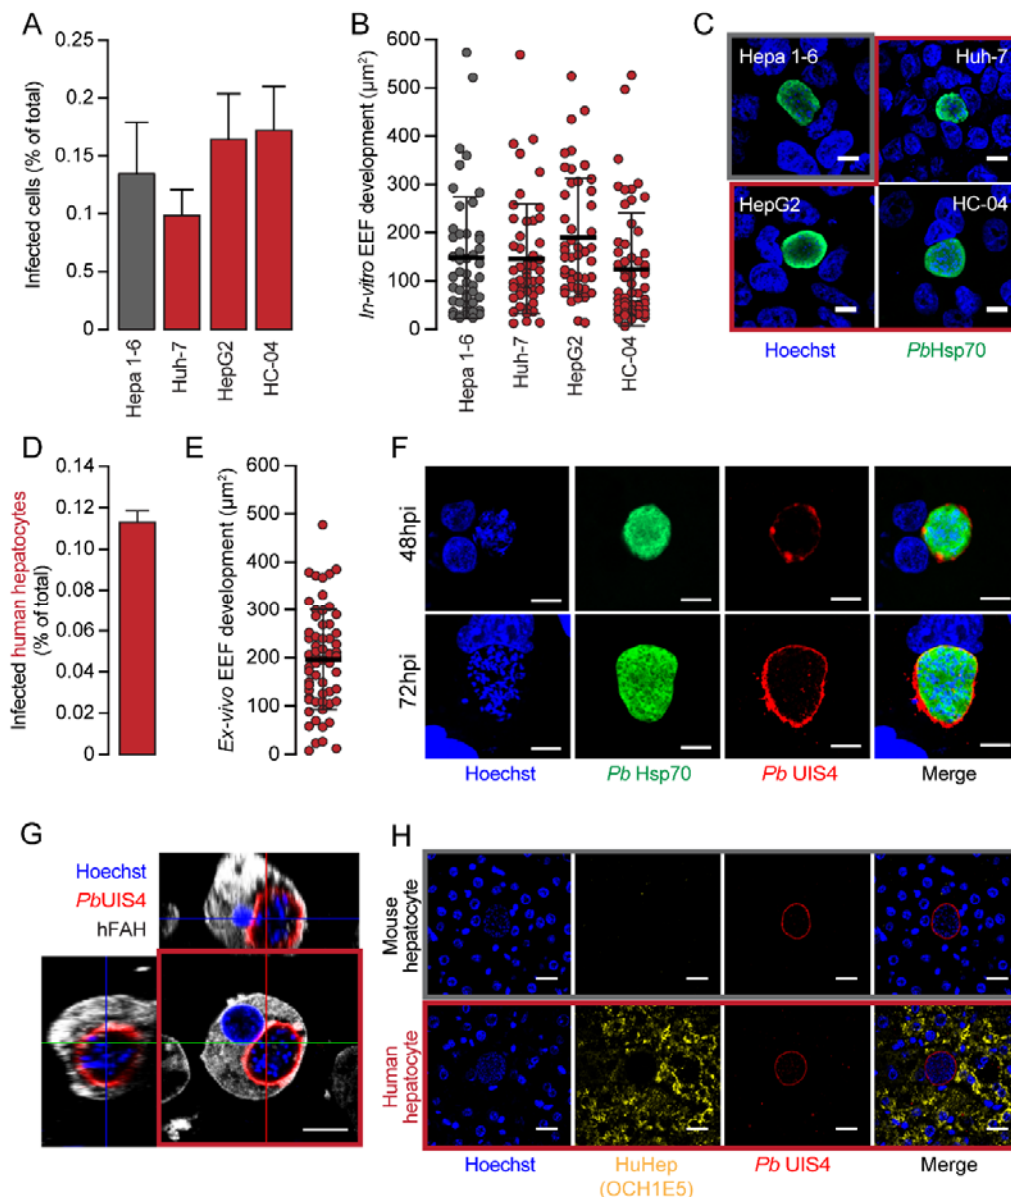 A
Infected cells (% of total)
0.25
0.2
0.15
0.1
0.05
0
Hepa 1-6
Huh-7
HepG2
HC-04
B
In-vitro EEF development (µm²)
600
500
400
300
200
100
0
Hepa 1-6
Huh-7
HepG2
HC-04
C
Hepa 1-6
Huh-7
HepG2
HC-04
Hoechst
PbHsp70
D
Infected human hepatocytes
(% of total)
0.14
0.12
0.10
0.08
0.06
0.04
0.02
0
E
Ex-vivo EEF development (µm²)
600
500
400
300
200
100
0
F
48hpi
72hpi
Hoechst
Pb Hsp70
Pb UIS4
Merge
G
Hoechst
PbUIS4
hFAH
H
Mouse
hepatocyte
Human
hepatocyte
Hoechst
HuHep
(OCH1E5)
Pb UIS4
Merge